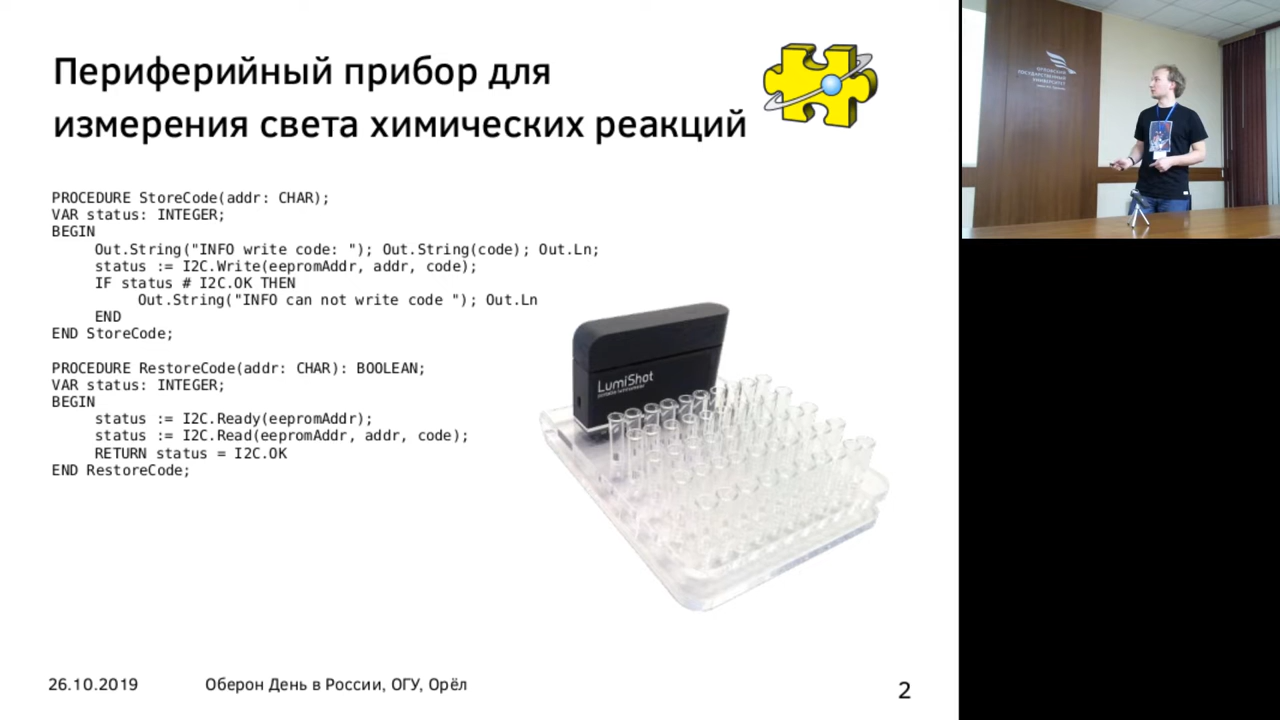 Периферийный прибор для
измерения света химических реакций
PROCEDURE StoreCode(addr: CHAR);
VAR status: INTEGER;
BEGIN
Out.String("INFO write code: "); Out.String(code); Out.Ln;
status := I2C.Write(eepromAddr, addr, code);
IF status # I2C.OK THEN
Out.String("INFO can not write code "); Out.Ln
END
END StoreCode;
PROCEDURE RestoreCode(addr: CHAR): BOOLEAN;
VAR status: INTEGER;
BEGIN
status := I2C.Ready(eepromAddr);
status := I2C.Read(eepromAddr, addr, code);
RETURN status = I2C.OK
END RestoreCode;
LumiShot
26.10.2019
Оберон День в России, ОГУ, Орёл
2
ОРЛОВСКИЙ
ГОСУДАРСТВЕННЫЙ
УНИВЕРСИТЕТ